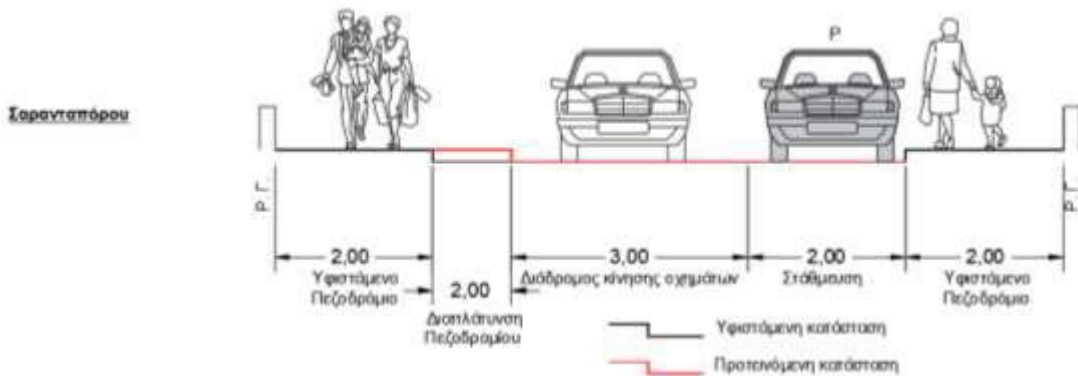 Σαρανταπόρου
P
Ρ.Γ.
Ρ.Γ.
2,00
3,00
2,00
2,00
Υφιστάμενο
Πεζοδρόμιο
Διάδρομος κίνησης οχημάτων
Στάθμευση
Υφιστάμενο
Πεζοδρόμιο
2,00
Διαπλάτυνση
Πεζοδρομίου
Υφιστάμενη κατάσταση
Προτεινόμενη κατάσταση